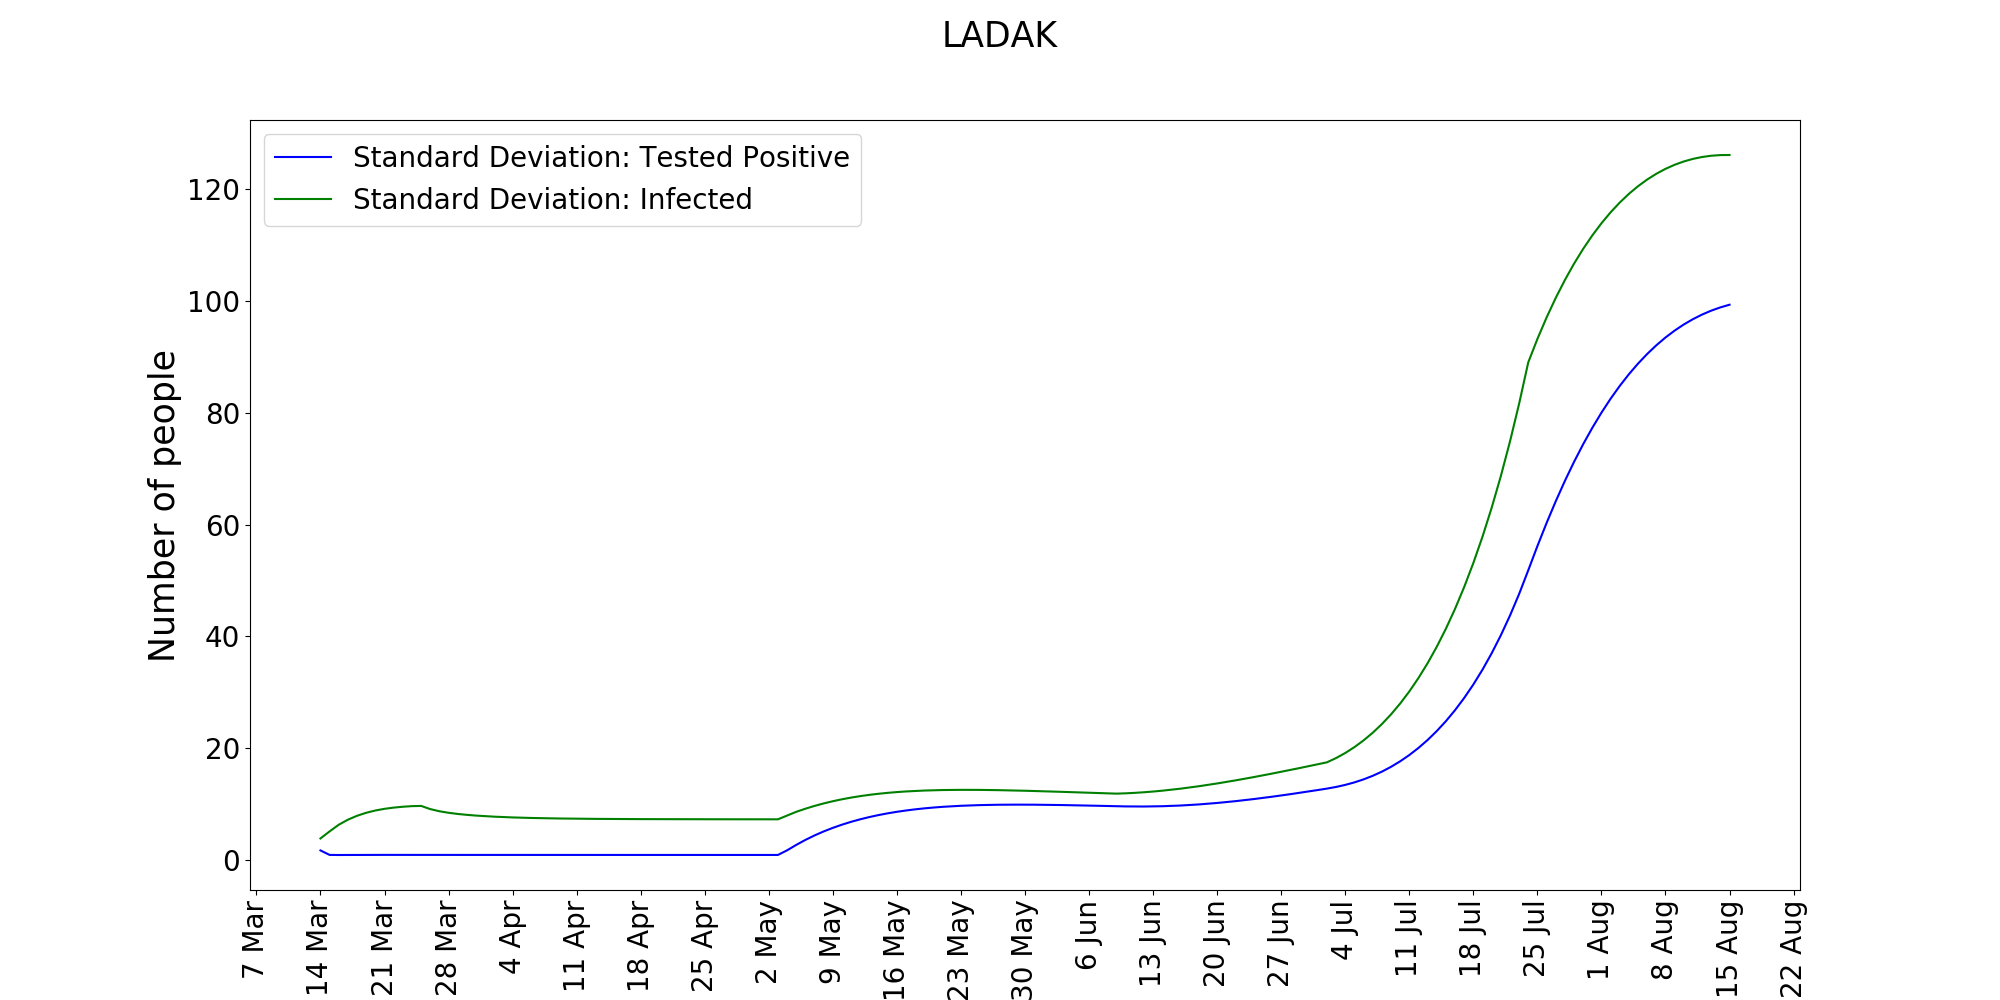 LADAK
Standard Deviation: Tested Positive
Standard Deviation: Infected
Number of people
120
100
80
60
40
20
0
7 Mar
14 Mar
21 Mar
28 Mar
4 Apr
11 Apr
18 Apr
25 Apr
2 May
9 May
16 May
23 May
30 May
6 Jun
13 Jun
20 Jun
27 Jun
4 Jul
11 Jul
18 Jul
25 Jul
1 Aug
8 Aug
15 Aug
22 Aug